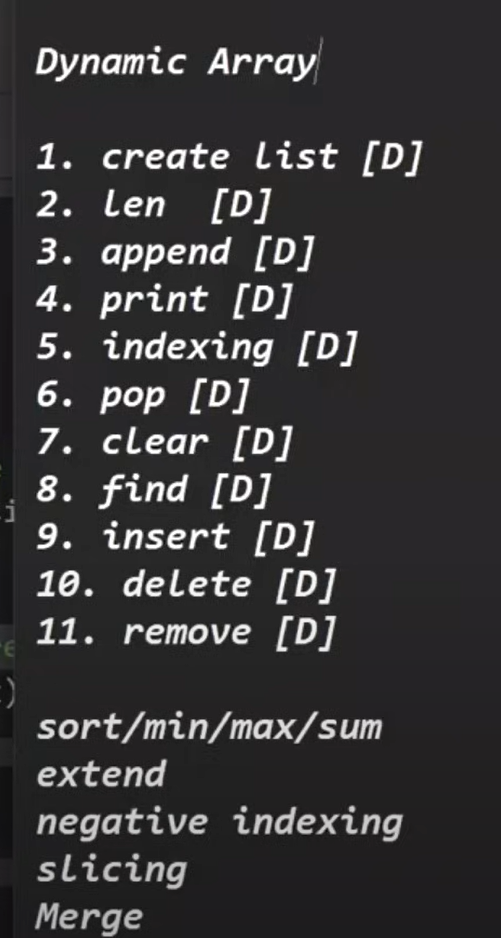 Dynamic Array
1. create list [D]
2. len [D]
3. append [D]
4. print [D]
5. indexing [D]
6. pop [D]
7. clear [D]
8. find [D]
9. insert [D]
10. delete [D]
11. remove [D]
sort/min/max/sum
extend
negative indexing
slicing
Merge